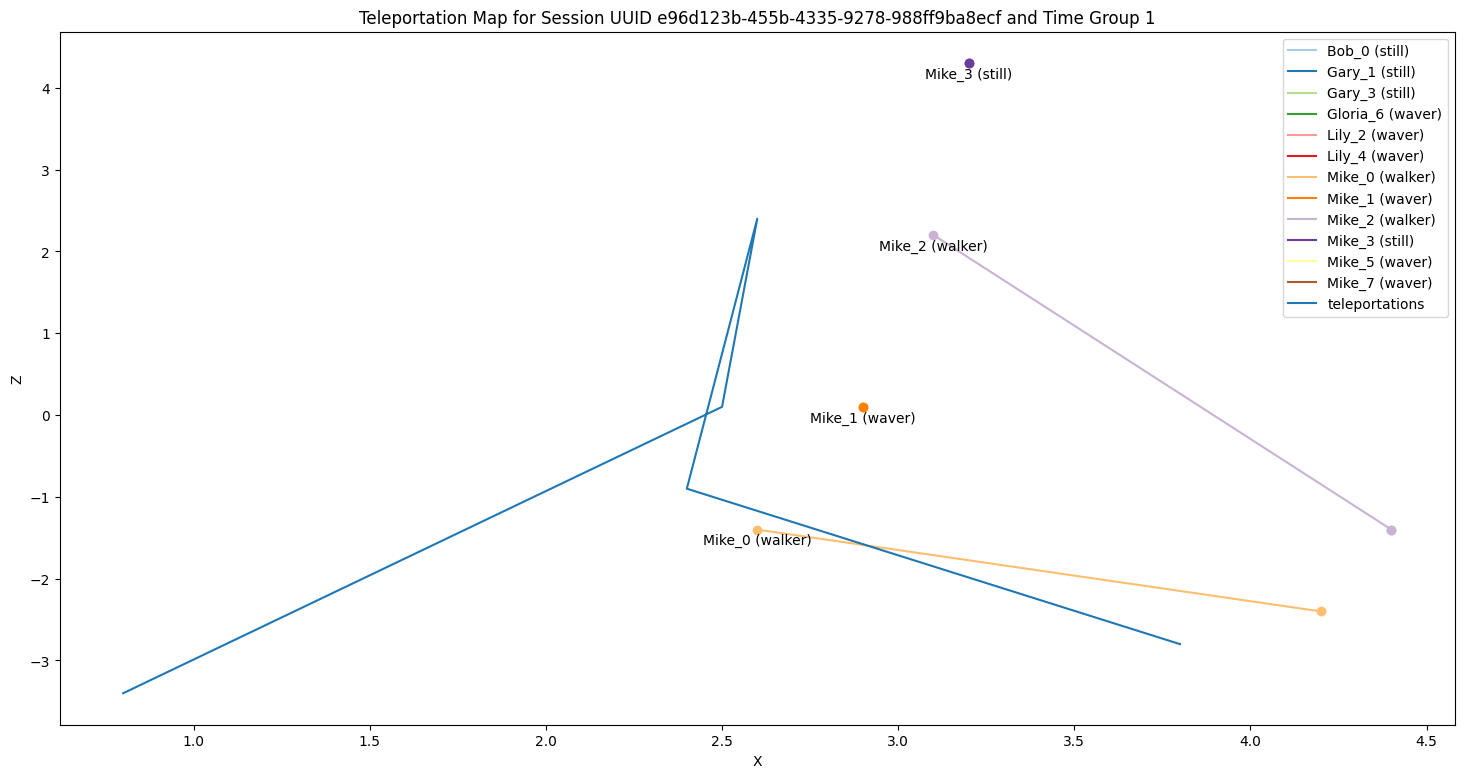 Teleportation Map for Session UUID e96d123b-455b-4335-9278-988ff9ba8ecf and Time Group 1
Bob_0 (still)
Gary_1 (still)
Gary_3 (still)
Gloria_6 (waver)
Lily_2 (waver)
Lily_4 (waver)
Mike_0 (walker)
Mike_1 (waver)
Mike_2 (walker)
Mike_3 (still)
Mike_5 (waver)
Mike_7 (waver)
teleportations
Mike_3 (still)
Mike_2 (walker)
Mike_1 (waver)
Mike_0 (walker)
Z
4
3
2
1
0
−1
−2
−3
1.0
1.5
2.0
2.5
3.0
3.5
4.0
4.5
X